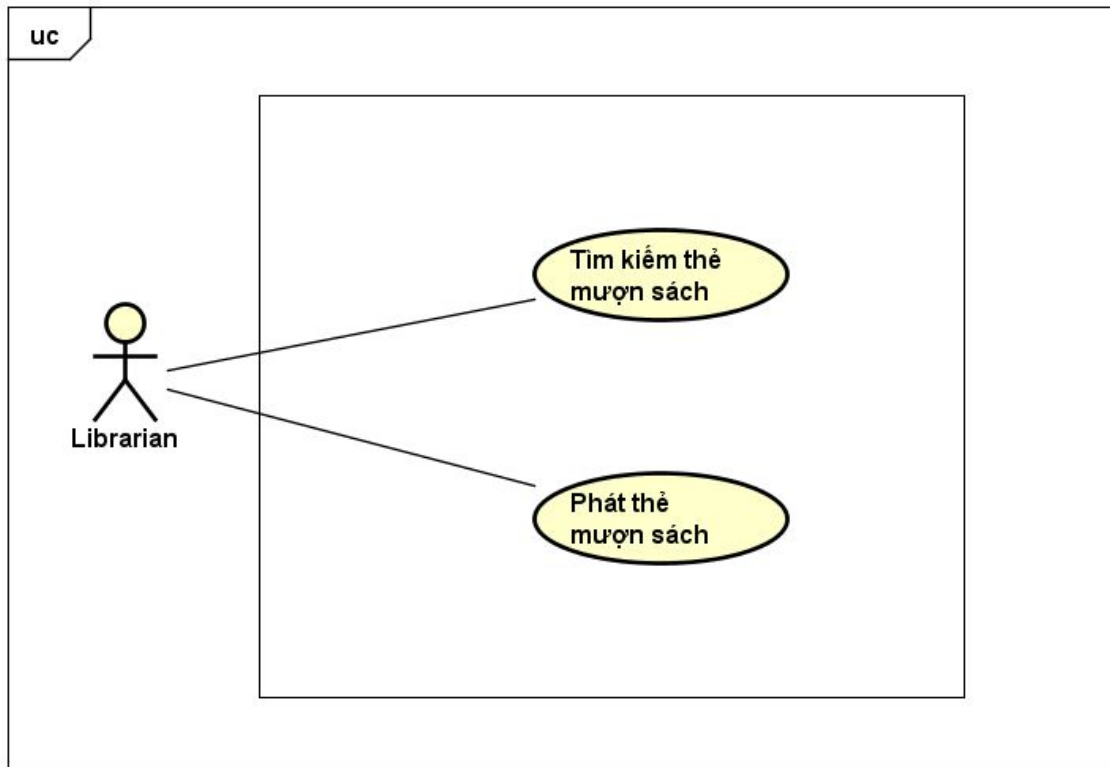 uc
Tìm kiếm thẻ
mượn sách
Librarian
Phát thẻ
mượn sách